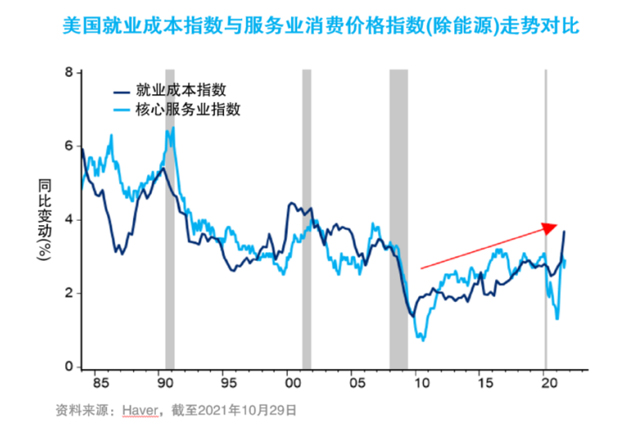 美国就业成本指数与服务业消费价格指数(除能源)走势对比
8
就业成本指数
核心服务业指数
6
同比变动(%)
4
2
0
85 90 95 00 05 10 15 20
资料来源：Haver，截至2021年10月29日